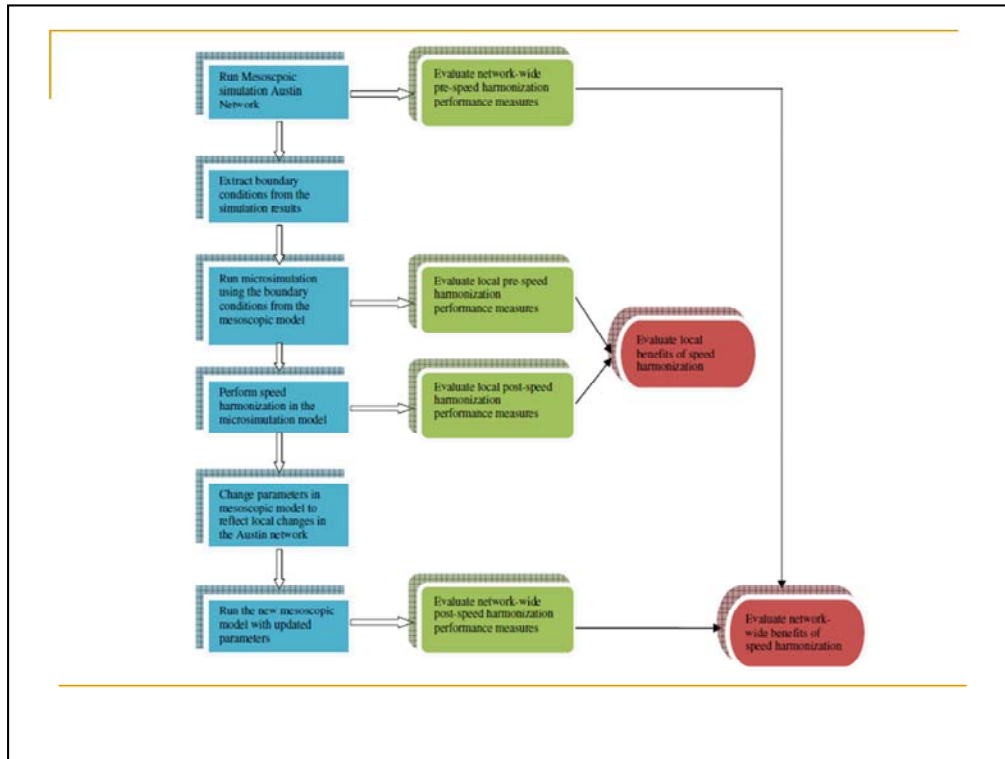 Run Mesoscpoic
simulation Austin
Network
Evaluate network-wide
pre-speed harmonization
performance measures
Extract boundary
conditions from the
simulation results
Run microsimutation
using the boundary
conditions from the
mesoscopic model
Evaluate local pre-speed
harmonization
performance measures
Evaluate local
benefits of speed
harmonization
Perform speed
harmonization in the
microsimulation model
Evaluate local post-speed
harmonization
performance measures
Change parameters in
mesoscopic model to
reflect local changes in
the Austin network
Run the new mesoscopic
model with updated
parameters
Evaluate network-wide
post-speed harmonization
performance measures
Evaluate network-
wide benefits of
speed harmonization